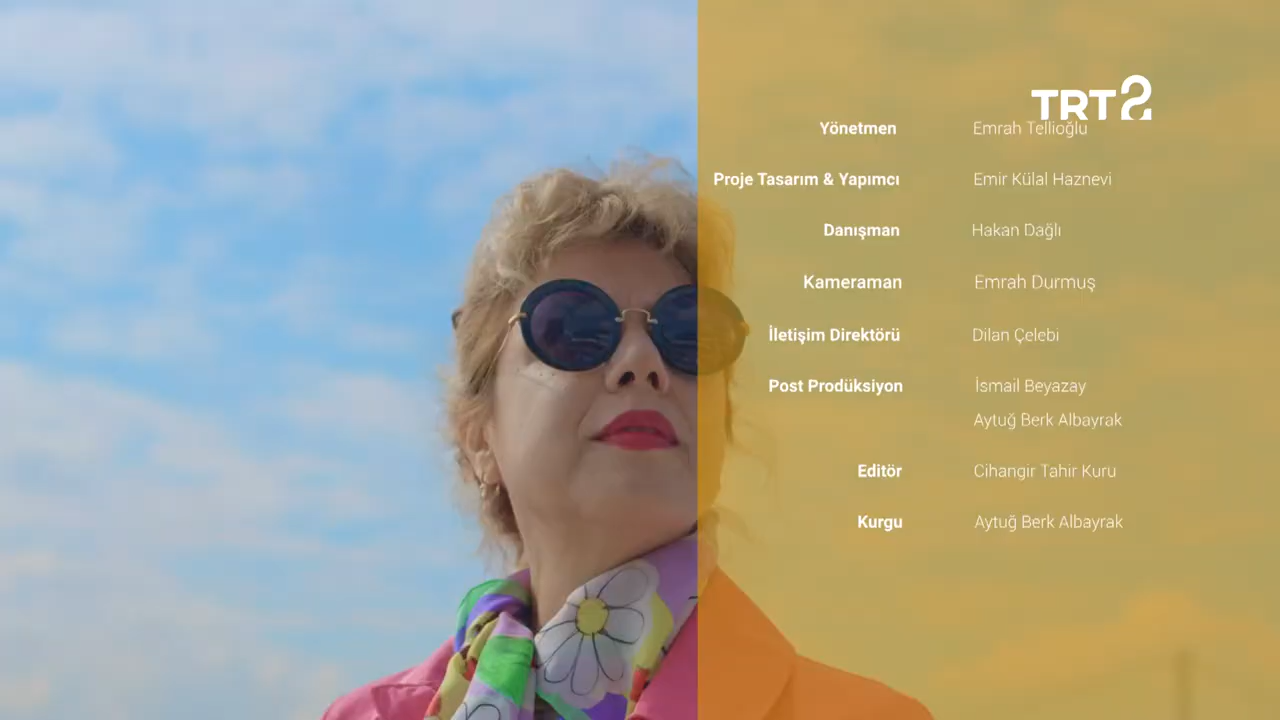 TRT2
Yönetmen Emrah Tellioğlu
Proje Tasarım & Yapımcı Emir Külal Haznevi
Danışman Hakan Dağlı
Kameraman Emrah Durmuş
İletişim Direktörü Dilan Çelebi
Post Prodüksiyon İsmail Beyazay
Aytuğ Berk Albayrak
Editör Cihangir Tahir Kuru
Kurgu Aytuğ Berk Albayrak